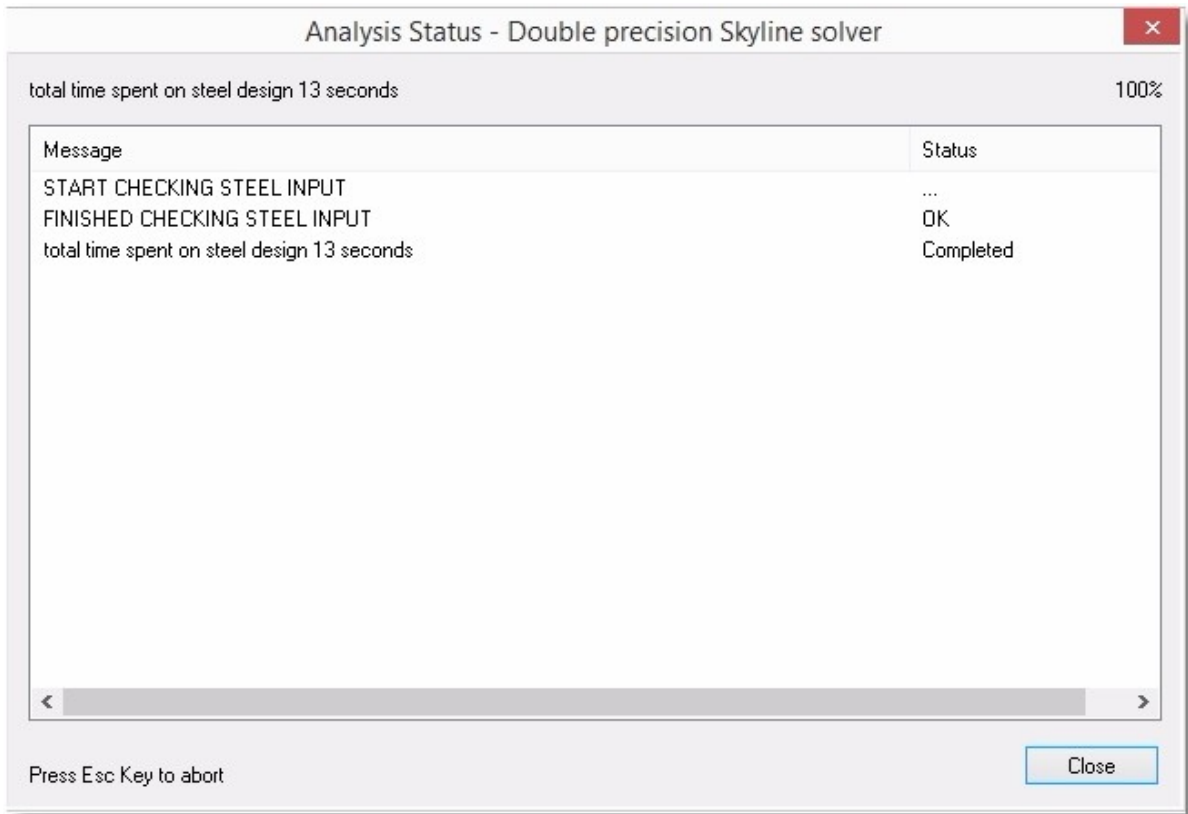 Analysis Status - Double precision Skyline solver
total time spent on steel design 13 seconds 100%
Message Status
START CHECKING STEEL INPUT ...
FINISHED CHECKING STEEL INPUT OK
total time spent on steel design 13 seconds Completed
Press Esc Key to abort Close